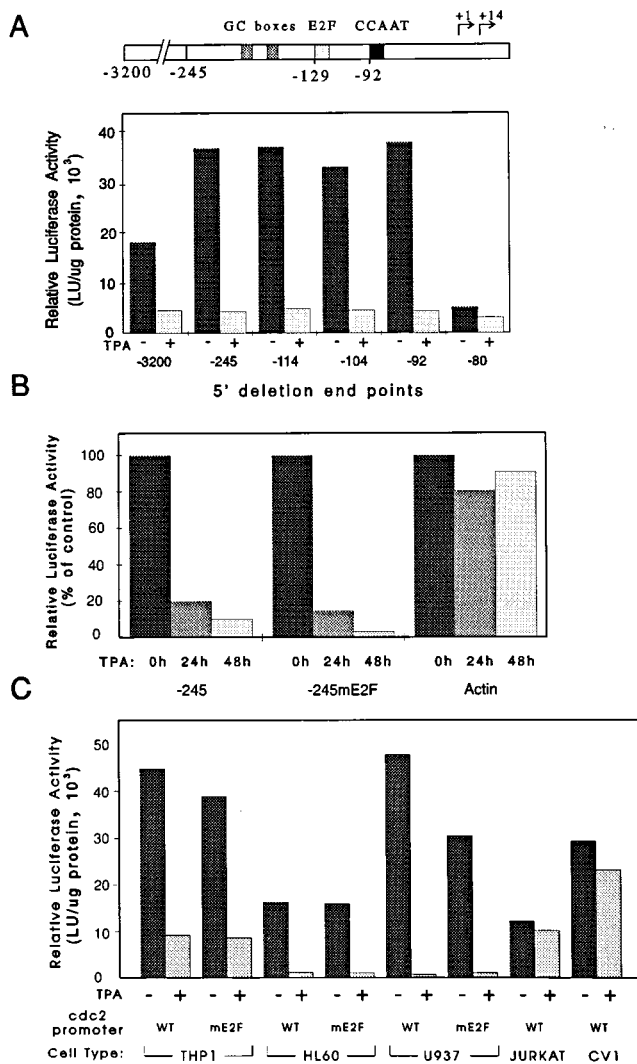 A
GC boxes E2F CCAAT +1 +14
-3200 -245 -129 -92
Relative Luciferase Activity
(LU/ug protein, 10³)
40
30
20
10
0
TPA - + - + - + - + - + - +
-3200 -245 -114 -104 -92 -80
5' deletion end points
B
Relative Luciferase Activity
(% of control)
100
80
60
40
20
0
TPA: 0h 24h 48h 0h 24h 48h 0h 24h 48h
-245 -245mE2F Actin
C
Relative Luciferase Activity
(LU/ug protein, 10³)
50
40
30
20
10
0
TPA - + - + - + - + - + - + - + - +
cdc2
promoter WT mE2F WT mE2F WT mE2F WT WT
Cell Type: THP1 HL60 U937 JURKAT CV1